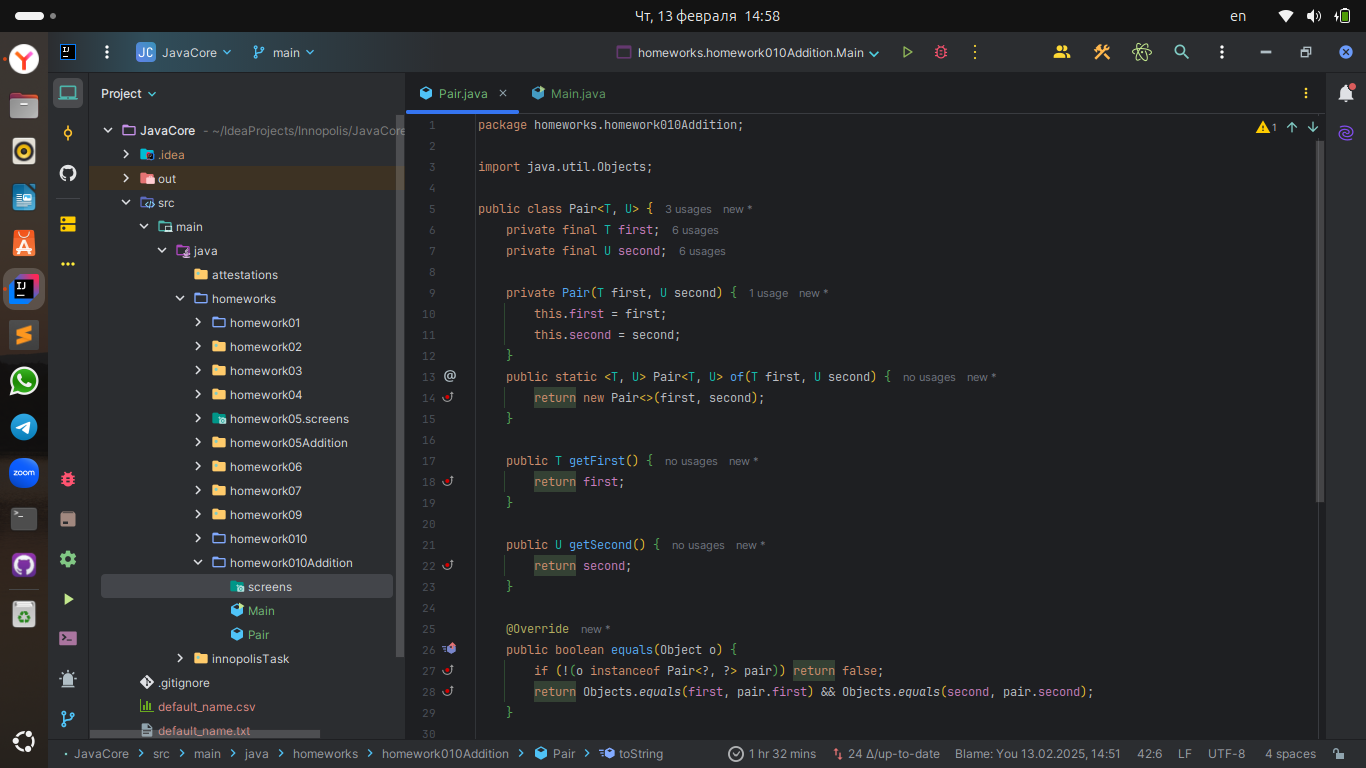 Чт, 13 февраля 14:58
en
JC JavaCore
main
homeworks.homework010Addition.Main
Project
Pair.java
Main.java
JavaCore - ~/IdeaProjects/Innopolis/JavaCore
.idea
out
src
main
java
attestations
homeworks
homework01
homework02
homework03
homework04
homework05.screens
homework05Addition
homework06
homework07
homework09
homework010
homework010Addition
screens
Main
Pair
innopolisTask
.gitignore
default_name.csv
default_name.txt
zoom
1
1 package homeworks.homework010Addition;
2
3 import java.util.Objects;
4
5 public class Pair<T, U> { 3 usages new *
6 private final T first; 6 usages
7 private final U second; 6 usages
8
9 private Pair(T first, U second) { 1 usage new *
10 this.first = first;
11 this.second = second;
12 }
13 public static <T, U> Pair<T, U> of(T first, U second) { no usages new *
14 return new Pair<>(first, second);
15 }
16
17 public T getFirst() { no usages new *
18 return first;
19 }
20
21 public U getSecond() { no usages new *
22 return second;
23 }
24
25 @Override new *
26 public boolean equals(Object o) {
27 if (!(o instanceof Pair<?, ?> pair)) return false;
28 return Objects.equals(first, pair.first) && Objects.equals(second, pair.second);
29 }
30
JavaCore > src > main > java > homeworks > homework010Addition > Pair > toString
1 hr 32 mins
24 Δ/up-to-date
Blame: You 13.02.2025, 14:51
42:6
LF
UTF-8
4 spaces